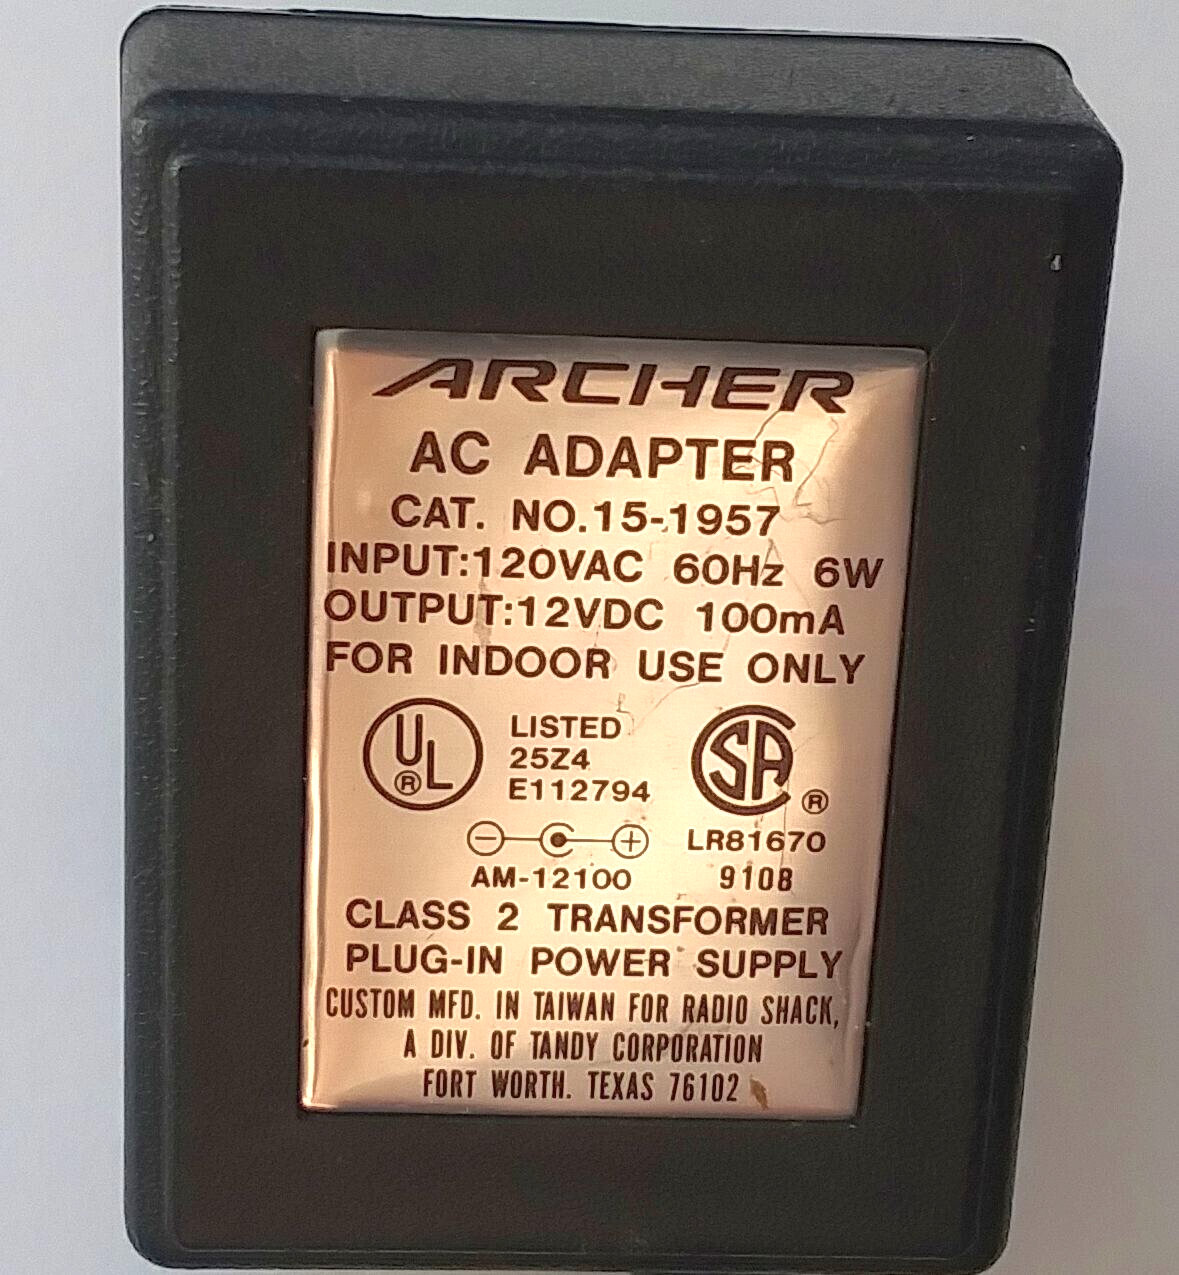 ARCHER
AC ADAPTER
CAT. NO.15-1957
INPUT:120VAC 60Hz 6W
OUTPUT:12VDC 100mA
FOR INDOOR USE ONLY
UL ® LISTED
25Z4
E112794
SA ®
LR81670
9108
AM-12100
CLASS 2 TRANSFORMER
PLUG-IN POWER SUPPLY
CUSTOM MFD. IN TAIWAN FOR RADIO SHACK,
A DIV. OF TANDY CORPORATION
FORT WORTH. TEXAS 76102